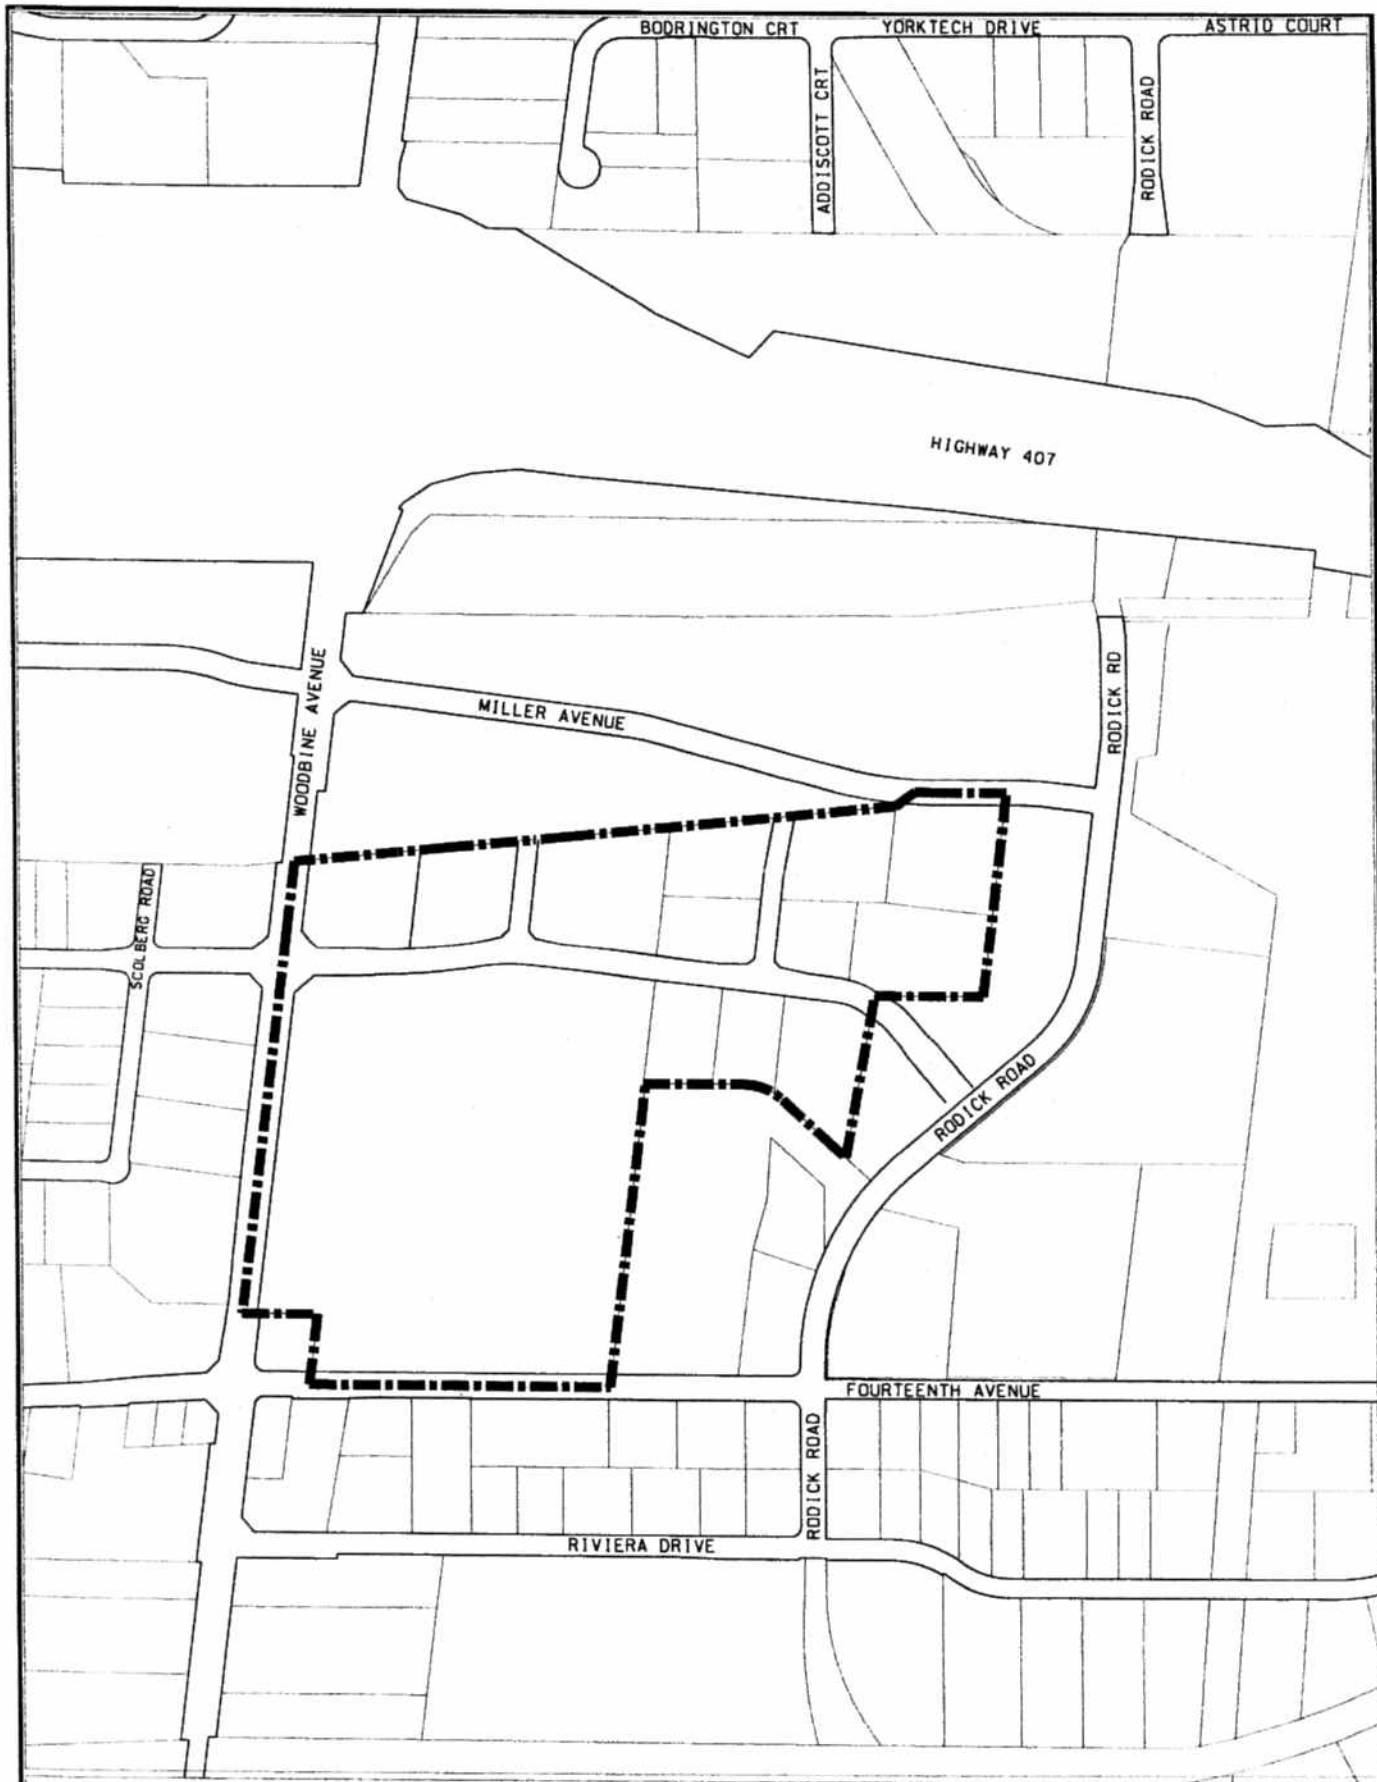 BODRINGTON CRT
YORKTECH DRIVE
ASTRID COURT
ADDISCOTT CRT
RODICK ROAD
HIGHWAY 407
WOODBINE AVENUE
MILLER AVENUE
RODICK RD
SCOLBERG ROAD
RODICK ROAD
FOURTEENTH AVENUE
RODICK ROAD
RIVIERA DRIVE